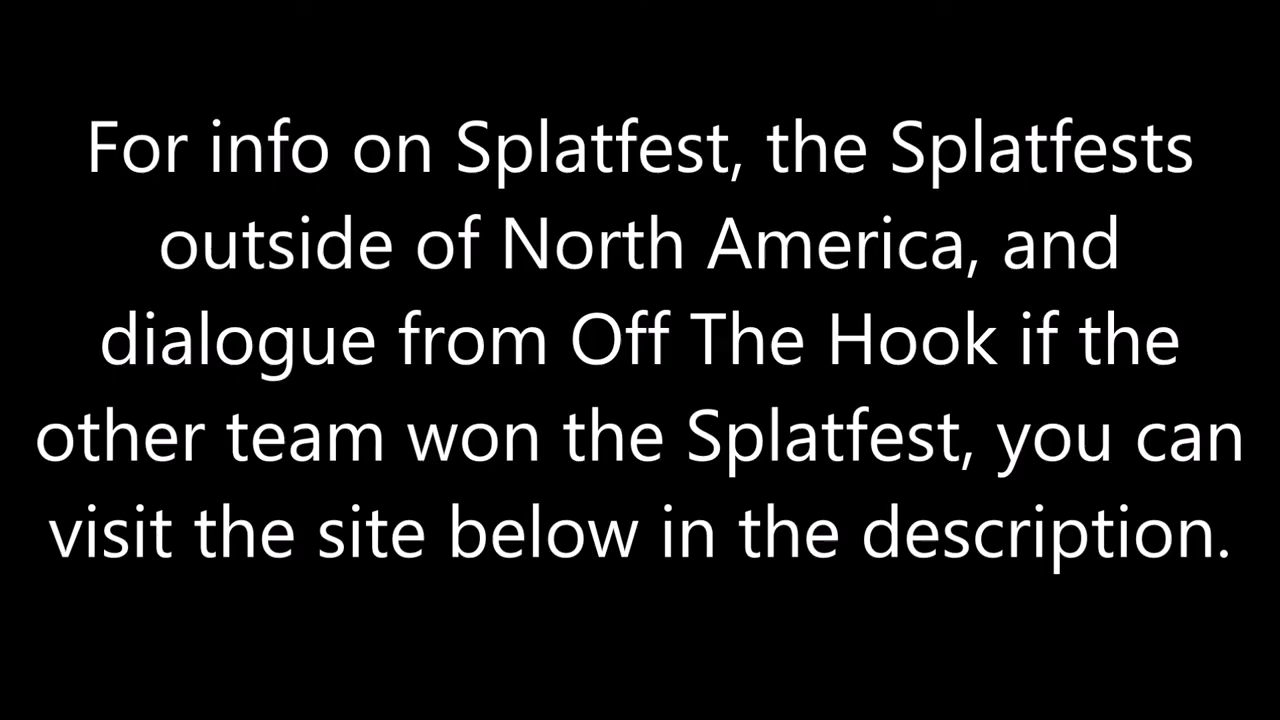 For info on Splatfest, the Splatfests
outside of North America, and
dialogue from Off The Hook if the
other team won the Splatfest, you can
visit the site below in the description.